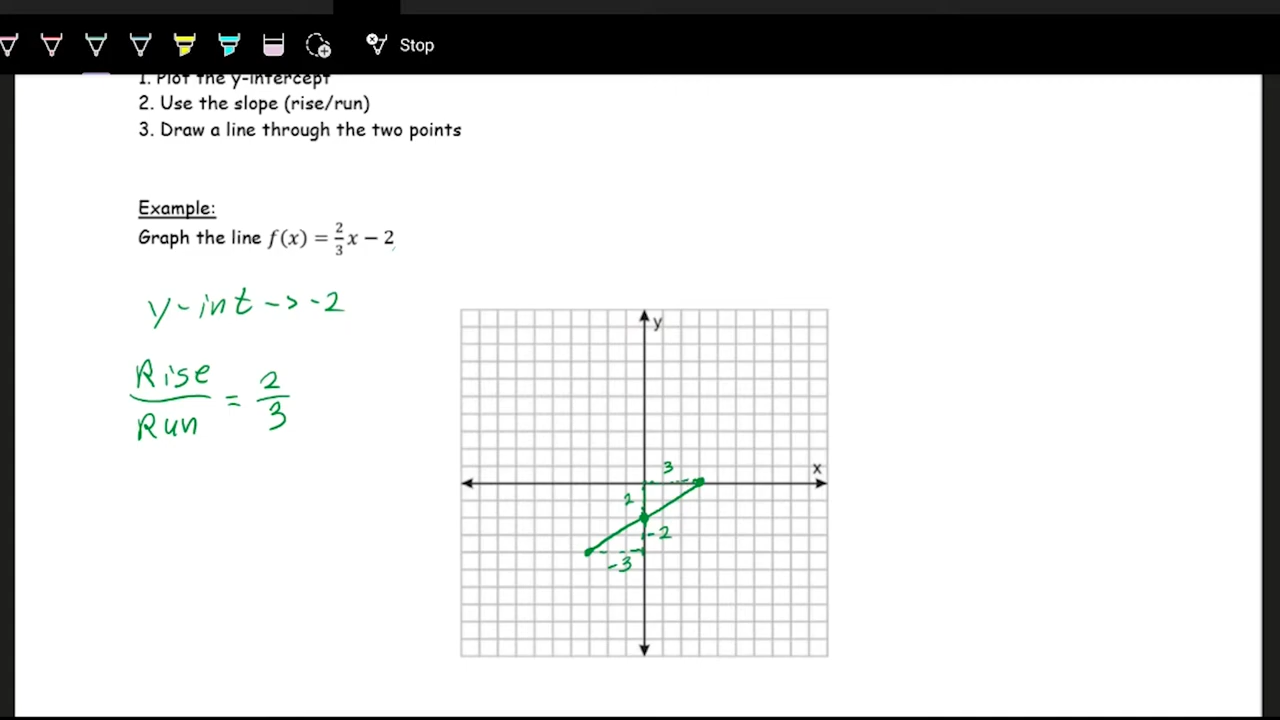 Stop
1. Plot the y-intercept
2. Use the slope (rise/run)
3. Draw a line through the two points
Example:
Graph the line f(x) = 2/3 x − 2
y-int -> -2
Rise/Run = 2/3
y
x
3
2
-2
-3